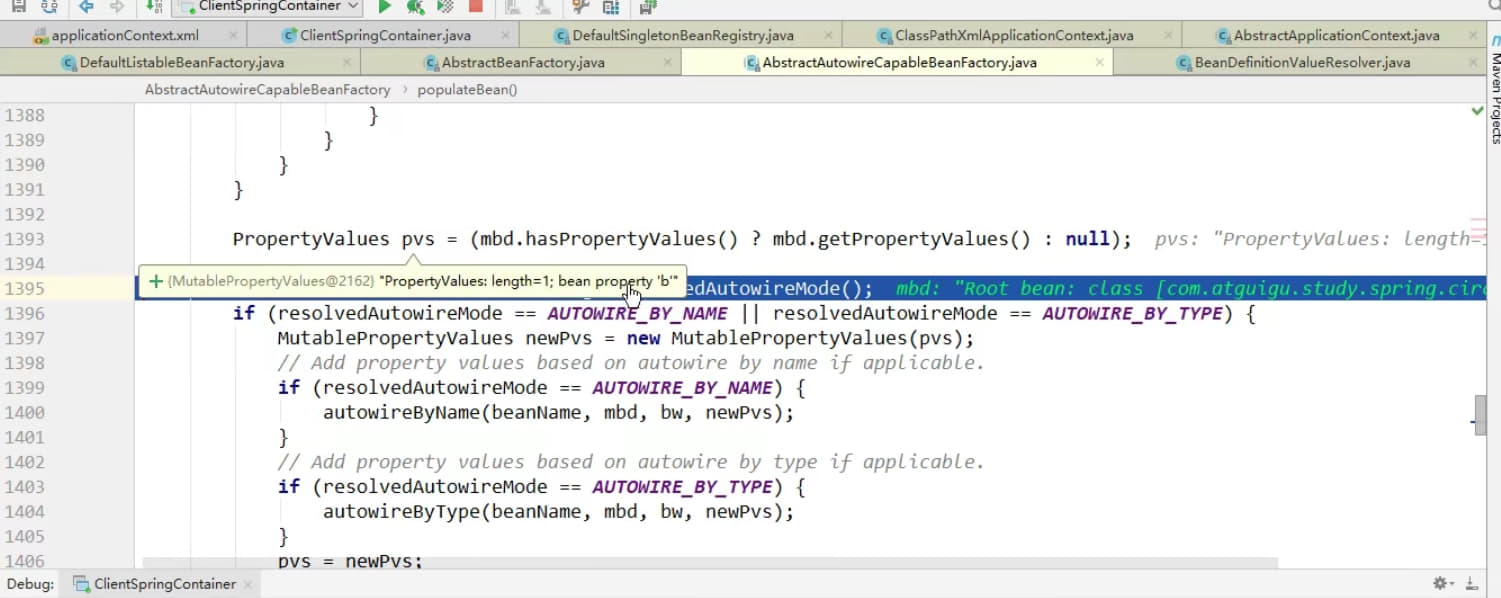 ClientSpringContainer
applicationContext.xml
ClientSpringContainer.java
DefaultSingletonBeanRegistry.java
ClassPathXmlApplicationContext.java
AbstractApplicationContext.java
DefaultListableBeanFactory.java
AbstractBeanFactory.java
AbstractAutowireCapableBeanFactory.java
BeanDefinitionValueResolver.java
AbstractAutowireCapableBeanFactory › populateBean()
Maven Projects
1388 }
1389 }
1390 }
1391 }
1392
1393 PropertyValues pvs = (mbd.hasPropertyValues() ? mbd.getPropertyValues() : null); pvs: "PropertyValues: length=
1394
{MutablePropertyValues@2162} "PropertyValues: length=1; bean property 'b'"
1395 edAutowireMode(); mbd: "Root bean: class [com.atguigu.study.spring.circ
1396 if (resolvedAutowireMode == AUTOWIRE_BY_NAME || resolvedAutowireMode == AUTOWIRE_BY_TYPE) {
1397 MutablePropertyValues newPvs = new MutablePropertyValues(pvs);
1398 // Add property values based on autowire by name if applicable.
1399 if (resolvedAutowireMode == AUTOWIRE_BY_NAME) {
1400 autowireByName(beanName, mbd, bw, newPvs);
1401 }
1402 // Add property values based on autowire by type if applicable.
1403 if (resolvedAutowireMode == AUTOWIRE_BY_TYPE) {
1404 autowireByType(beanName, mbd, bw, newPvs);
1405 }
1406 pvs = newPvs;
Debug: ClientSpringContainer